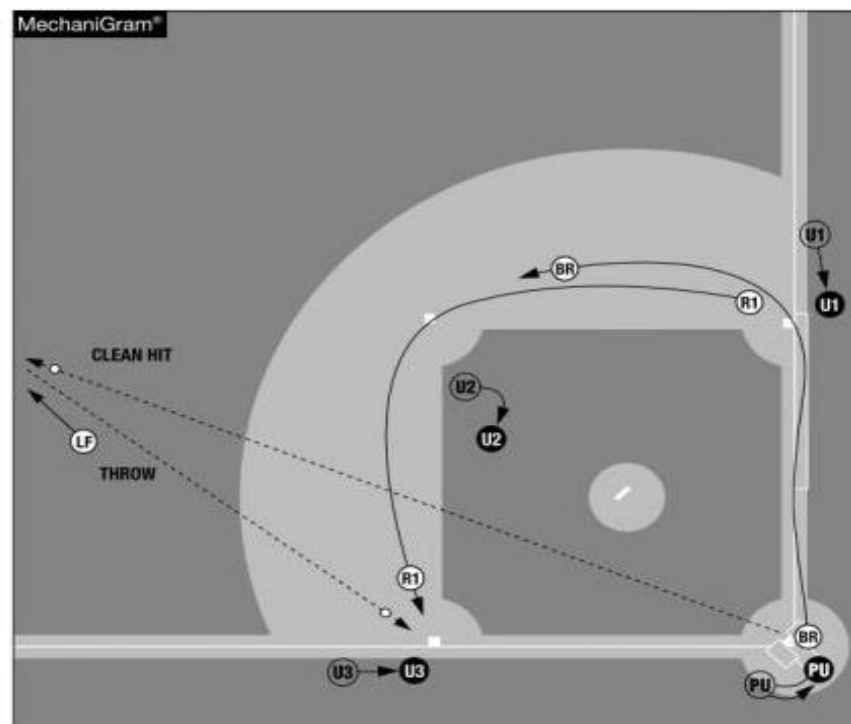 MechaniGram®
U1
BR
R1
U1
CLEAN HIT
U2
U2
LF
THROW
R1
BR
U3
U3
PU
PU